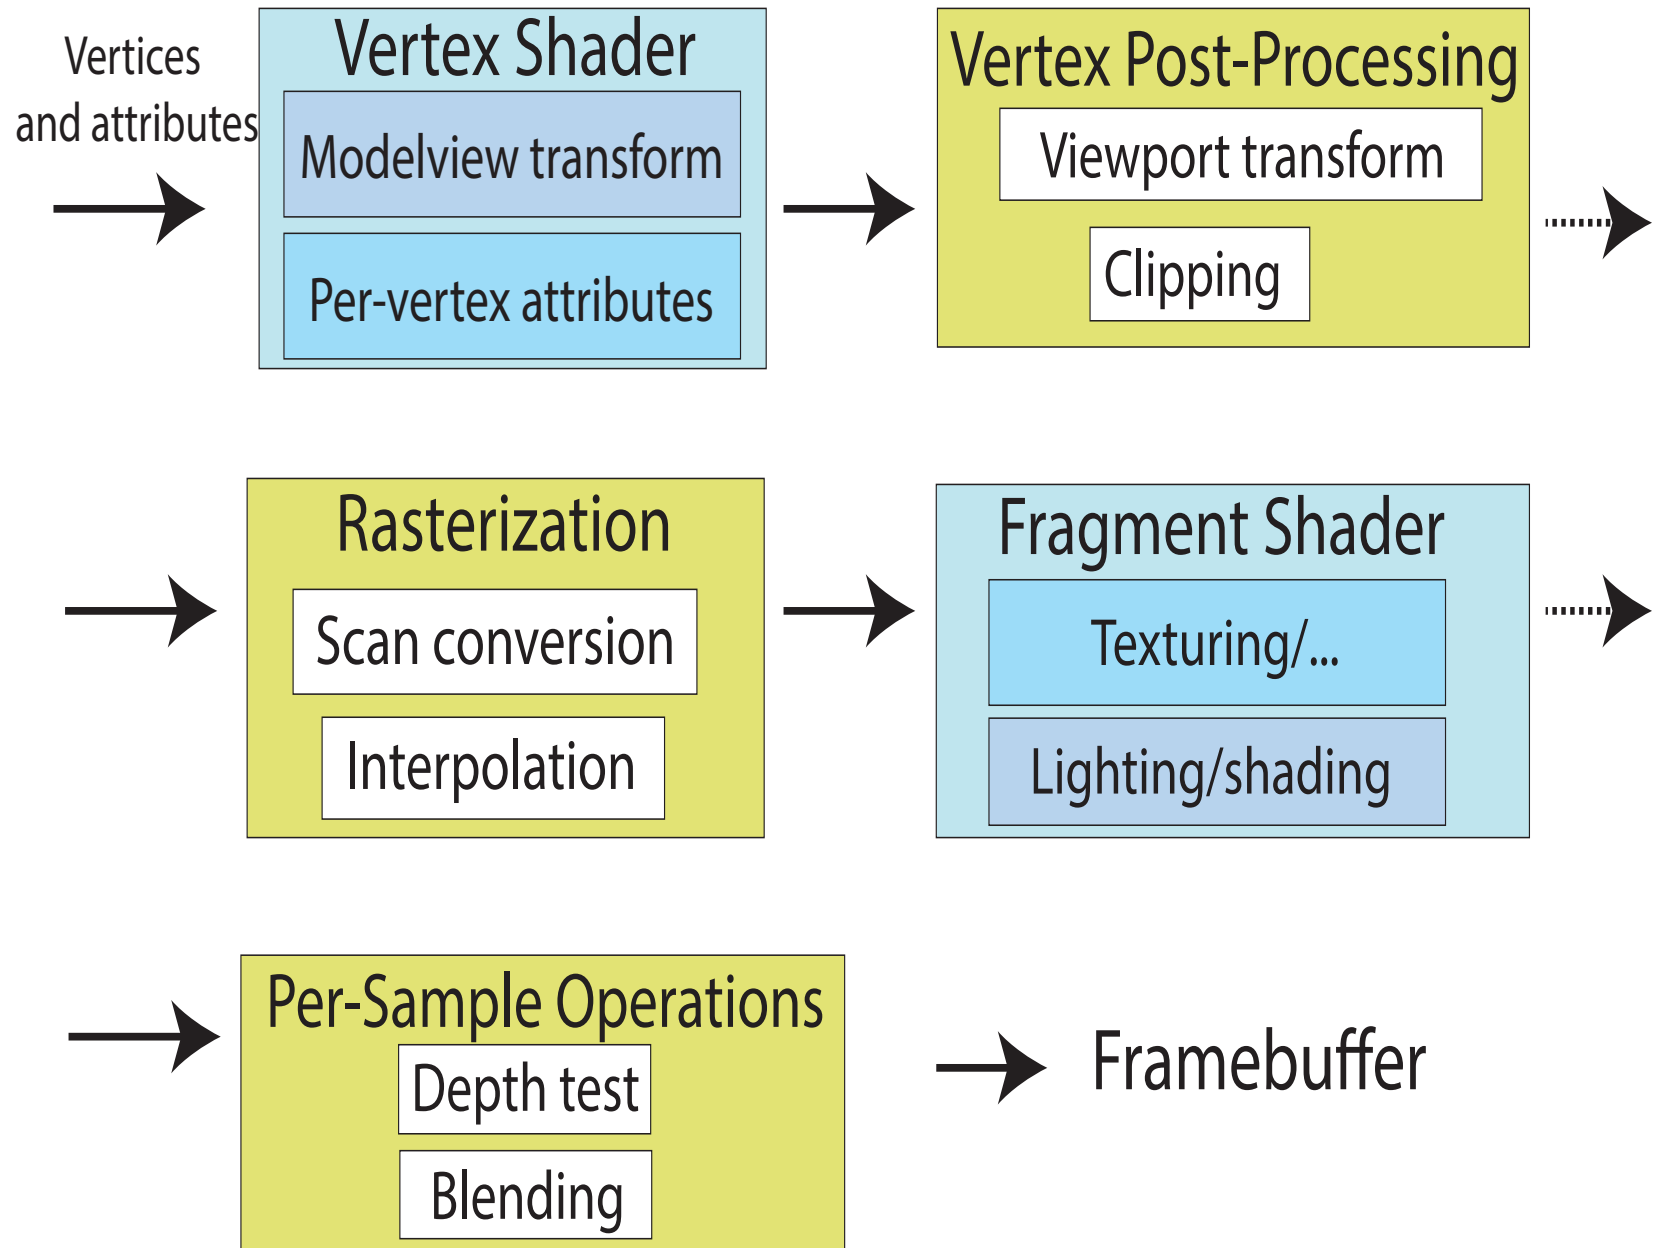 Vertices
and attributes
Vertex Shader
Modelview transform
Per-vertex attributes
Vertex Post-Processing
Viewport transform
Clipping
Rasterization
Scan conversion
Interpolation
Fragment Shader
Texturing/...
Lighting/shading
Per-Sample Operations
Depth test
Blending
Framebuffer